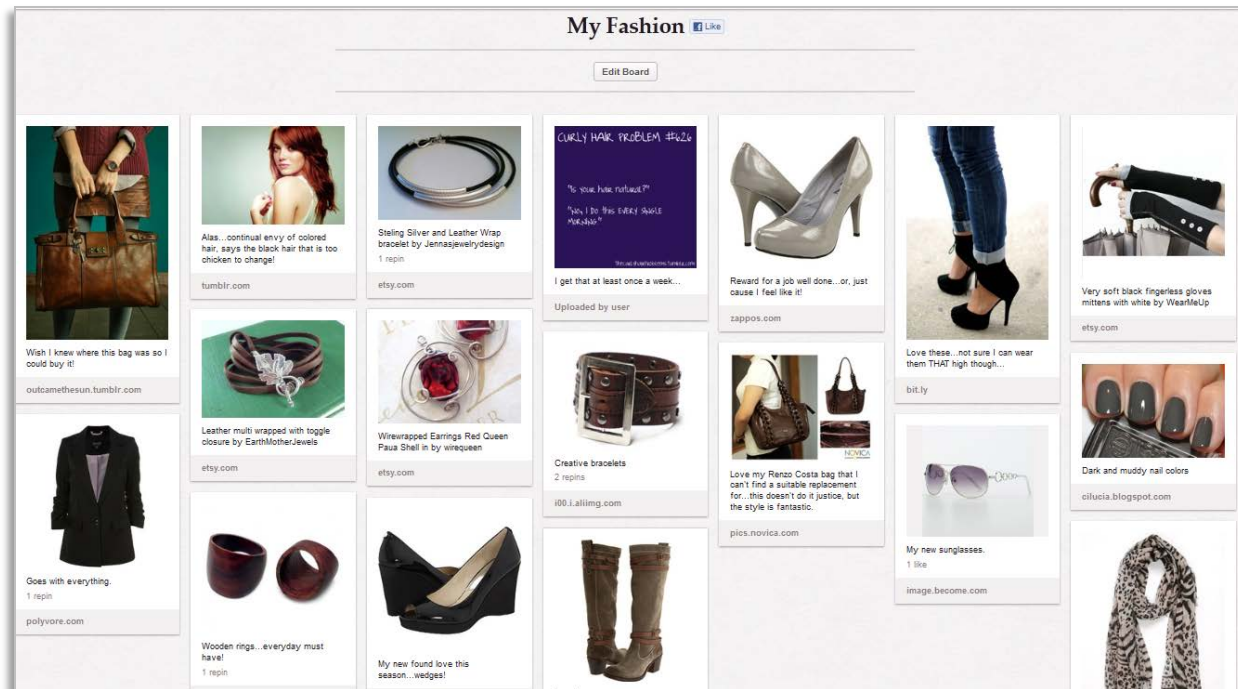 My Fashion
Like
Edit Board
Wish I knew where this bag was so I
could buy it!
outcamethesun.tumblr.com
Goes with everything.
1 repin
polyvore.com
Alas...continual envy of colored
hair, says the black hair that is too
chicken to change!
tumblr.com
Leather multi wrapped with toggle
closure by EarthMotherJewels
etsy.com
Wooden rings...everyday must
have!
1 repin
Steling Silver and Leather Wrap
bracelet by Jennasjewelrydesign
1 repin
etsy.com
Wirewrapped Earrings Red Queen
Paua Shell in by wirequeen
etsy.com
My new found love this
season...wedges!
CURLY HAIR PROBLEM #626
"Is your hair natural?"
"No, I do this EVERY SINGLE
MORNING"
I get that at least once a week...
Uploaded by user
Creative bracelets
2 repins
i00.i.aliimg.com
Reward for a job well done...or, just
cause I feel like it!
zappos.com
NOVICA
Love my Renzo Costa bag that I
can't find a suitable replacement
for...this doesn't do it justice, but
the style is fantastic.
pics.novica.com
Love these...not sure I can wear
them THAT high though...
bit.ly
My new sunglasses.
1 like
image.become.com
Very soft black fingerless gloves
mittens with white by WearMeUp
etsy.com
Dark and muddy nail colors
cilucia.blogspot.com